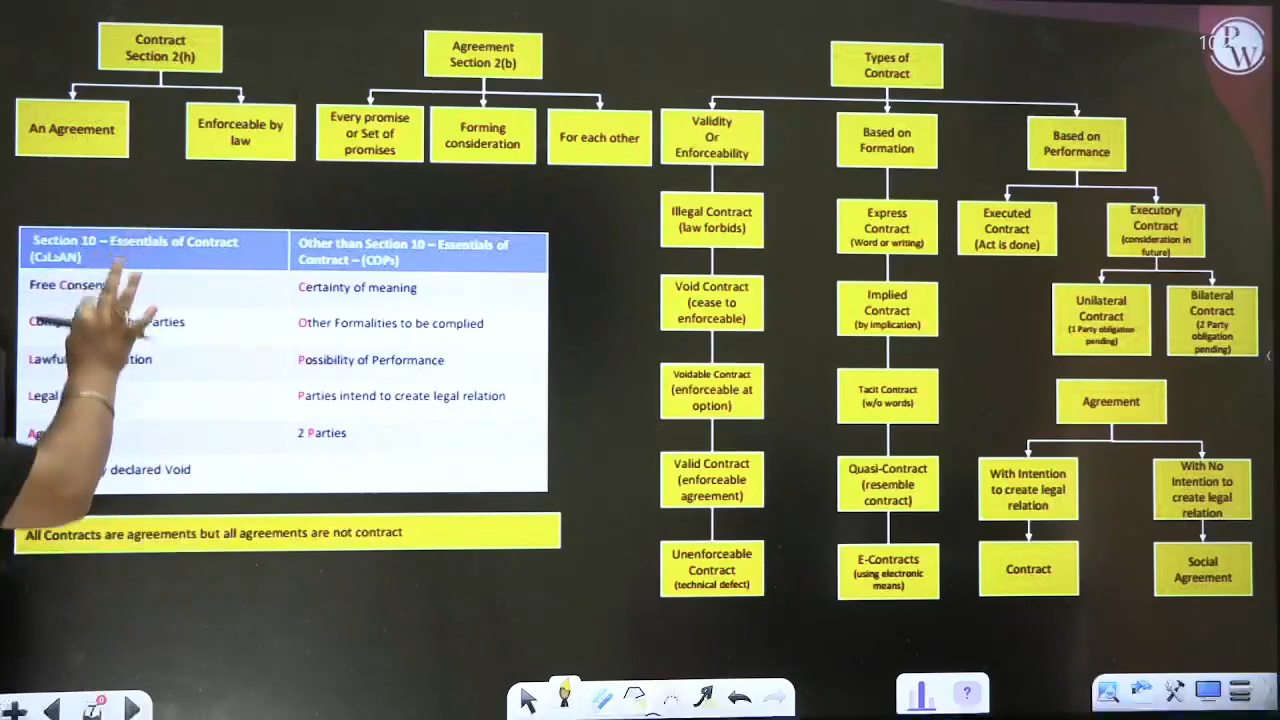 Contract
Section 2(h)
An Agreement
Enforceable by
law
Agreement
Section 2(b)
Every promise
or Set of
promises
Forming
consideration
For each other
Types of
Contract
Validity
Or
Enforceability
Illegal Contract
(law forbids)
Void Contract
(cease to
enforceable)
Voidable Contract
(enforceable at
option)
Valid Contract
(enforceable
agreement)
Unenforceable
Contract
(technical defect)
Based on
Formation
Express
Contract
(Word or writing)
Implied
Contract
(by implication)
Tacit Contract
(w/o words)
Quasi-Contract
(resemble
contract)
E-Contracts
(using electronic
means)
Based on
Performance
Executed
Contract
(Act is done)
Executory
Contract
(consideration in
future)
Unilateral
Contract
(1 Party obligation
pending)
Bilateral
Contract
(2 Party
obligation
pending)
Agreement
With Intention
to create legal
relation
Contract
With No
Intention to
create legal
relation
Social
Agreement
Section 10 – Essentials of Contract
(C₂L₂AN)
Other than Section 10 – Essentials of
Contract – (COP₃)
Free
Certainty of meaning
Parties
Other Formalities to be complied
Possibility of Performance
Legal
Parties intend to create legal relation
2 Parties
declared Void
All Contracts are agreements but all agreements are not contract
PW